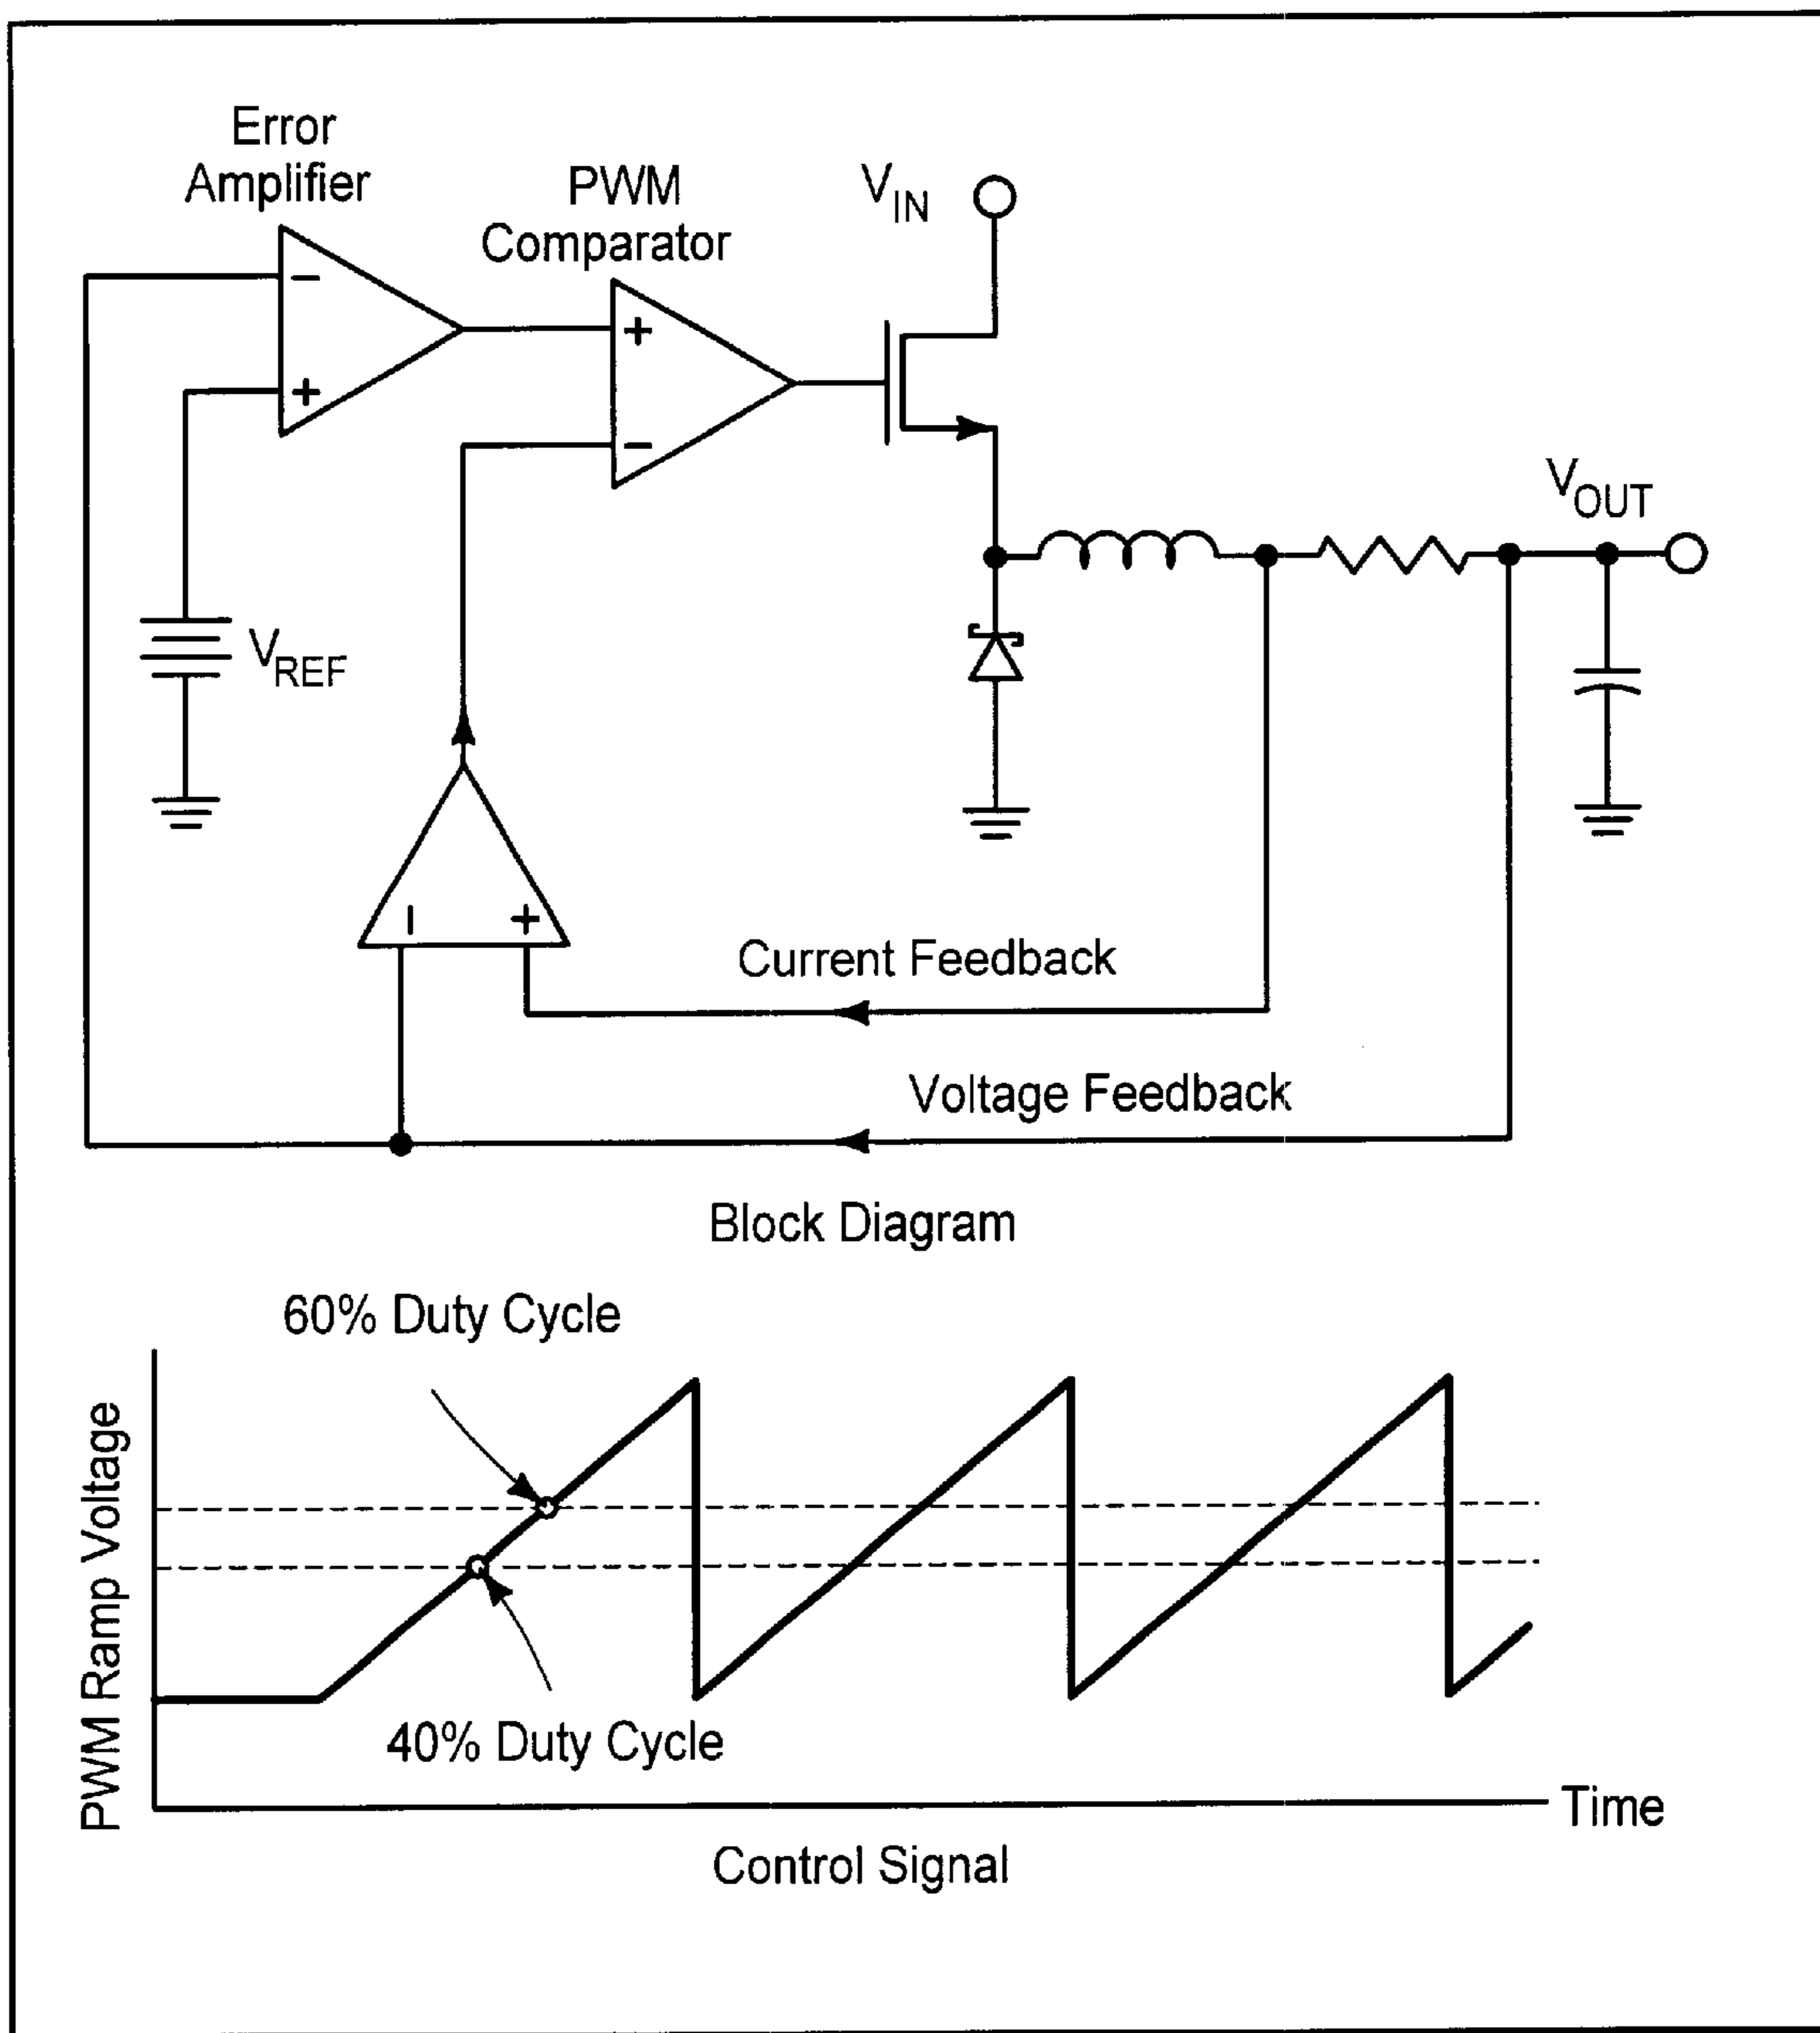 Error
Amplifier
PWM
Comparator
V_IN
V_OUT
V_REF
- 
+
+
-
-
+
Current Feedback
Voltage Feedback
Block Diagram
60% Duty Cycle
PWM Ramp Voltage
40% Duty Cycle
Time
Control Signal